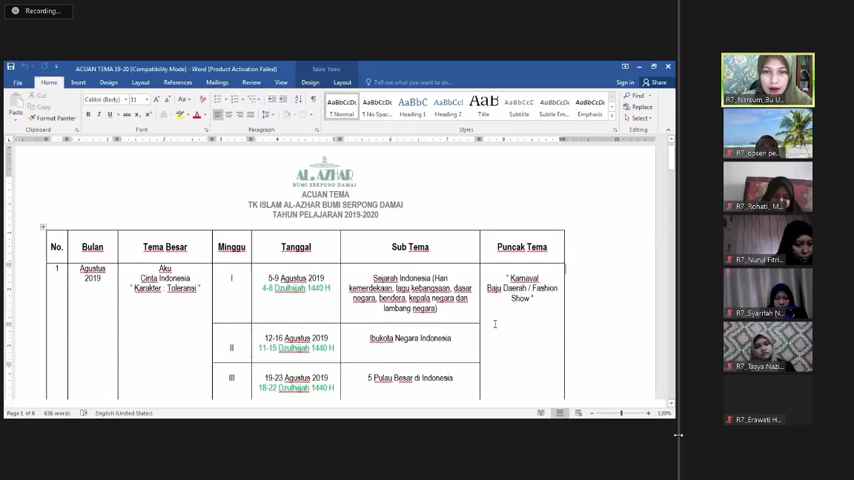 Recording...
ACUAN TEMA 19-20 [Compatibility Mode] - Word (Product Activation Failed)
Table Tools
File Home Insert Design Layout References Mailings Review View Design Layout Tell me what you want to do... Sign in Share
Paste
Cut
Copy
Format Painter
Clipboard
Calibri (Body) 11
Font
Paragraph
AaBbCcDc AaBbCcDc AaBbCc AaBbCcC AaB AaBbCcC AaBbCcDc AaBbCcDc
¶ Normal ¶ No Spac... Heading 1 Heading 2 Title Subtitle Subtle Em... Emphasis
Styles
Find
Replace
Select
Editing
AL AZHAR
BUMI SERPONG DAMAI
ACUAN TEMA
TK ISLAM AL-AZHAR BUMI SERPONG DAMAI
TAHUN PELAJARAN 2019-2020
No. Bulan Tema Besar Minggu Tanggal Sub Tema Puncak Tema
1 Agustus 2019
Aku
Cinta Indonesia
" Karakter : Toleransi "
I
5-9 Agustus 2019
4-8 Dzulhijjah 1440 H
Sejarah Indonesia (Hari
kemerdekaan, lagu kebangsaan, dasar
negara, bendera, kepala negara dan
lambang negara)
" Karnaval
Baju Daerah / Fashion
Show "
II
12-16 Agustus 2019
11-15 Dzulhijjah 1440 H
Ibukota Negara Indonesia
III
19-23 Agustus 2019
18-22 Dzulhijjah 1440 H
5 Pulau Besar di Indonesia
Page 1 of 6 636 words English (United States) 120%
R7_Narsum_Bu U...
R7_opsen pe...
R7_Rohati_ M...
R7_Nurul Fitri...
R7_Syarifah N...
R7_Tasya Nazi...
R7_Erawati H...